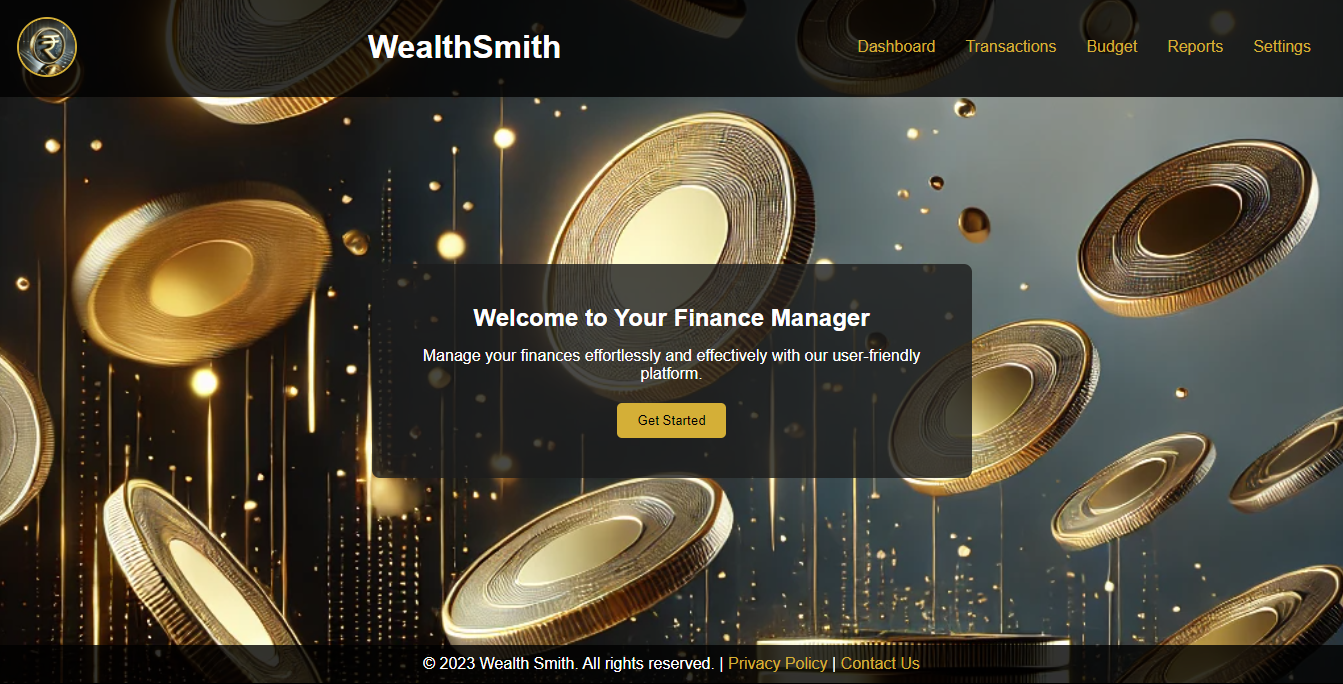 ₹
WealthSmith
Dashboard Transactions Budget Reports Settings
Welcome to Your Finance Manager
Manage your finances effortlessly and effectively with our user-friendly
platform.
Get Started
© 2023 Wealth Smith. All rights reserved. | Privacy Policy | Contact Us